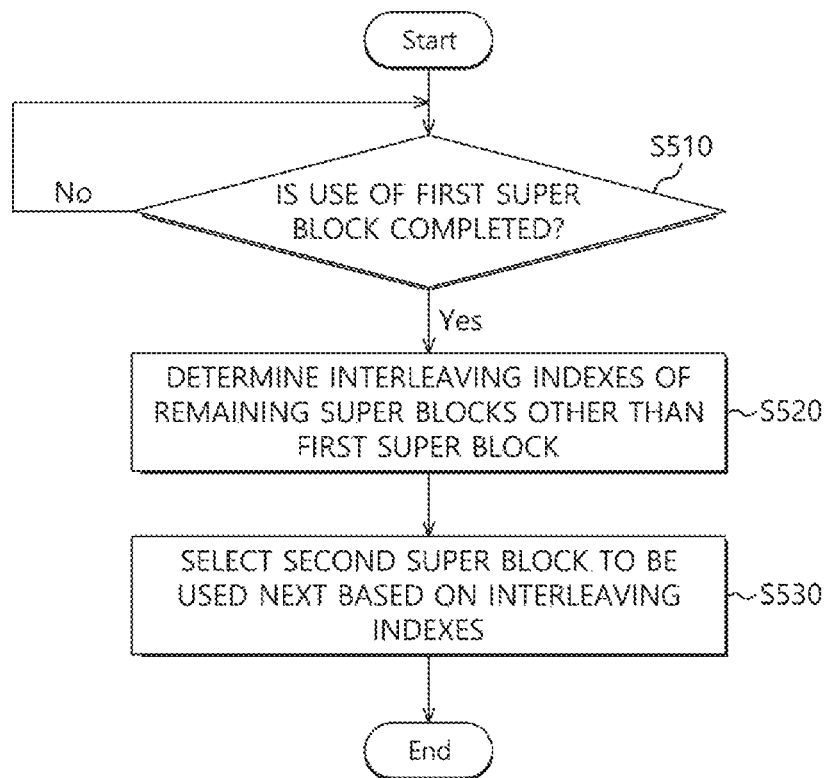 Start
S510
No
IS USE OF FIRST SUPER
BLOCK COMPLETED?
Yes
DETERMINE INTERLEAVING INDEXES OF
REMAINING SUPER BLOCKS OTHER THAN
FIRST SUPER BLOCK
S520
SELECT SECOND SUPER BLOCK TO BE
USED NEXT BASED ON INTERLEAVING
INDEXES
S530
End